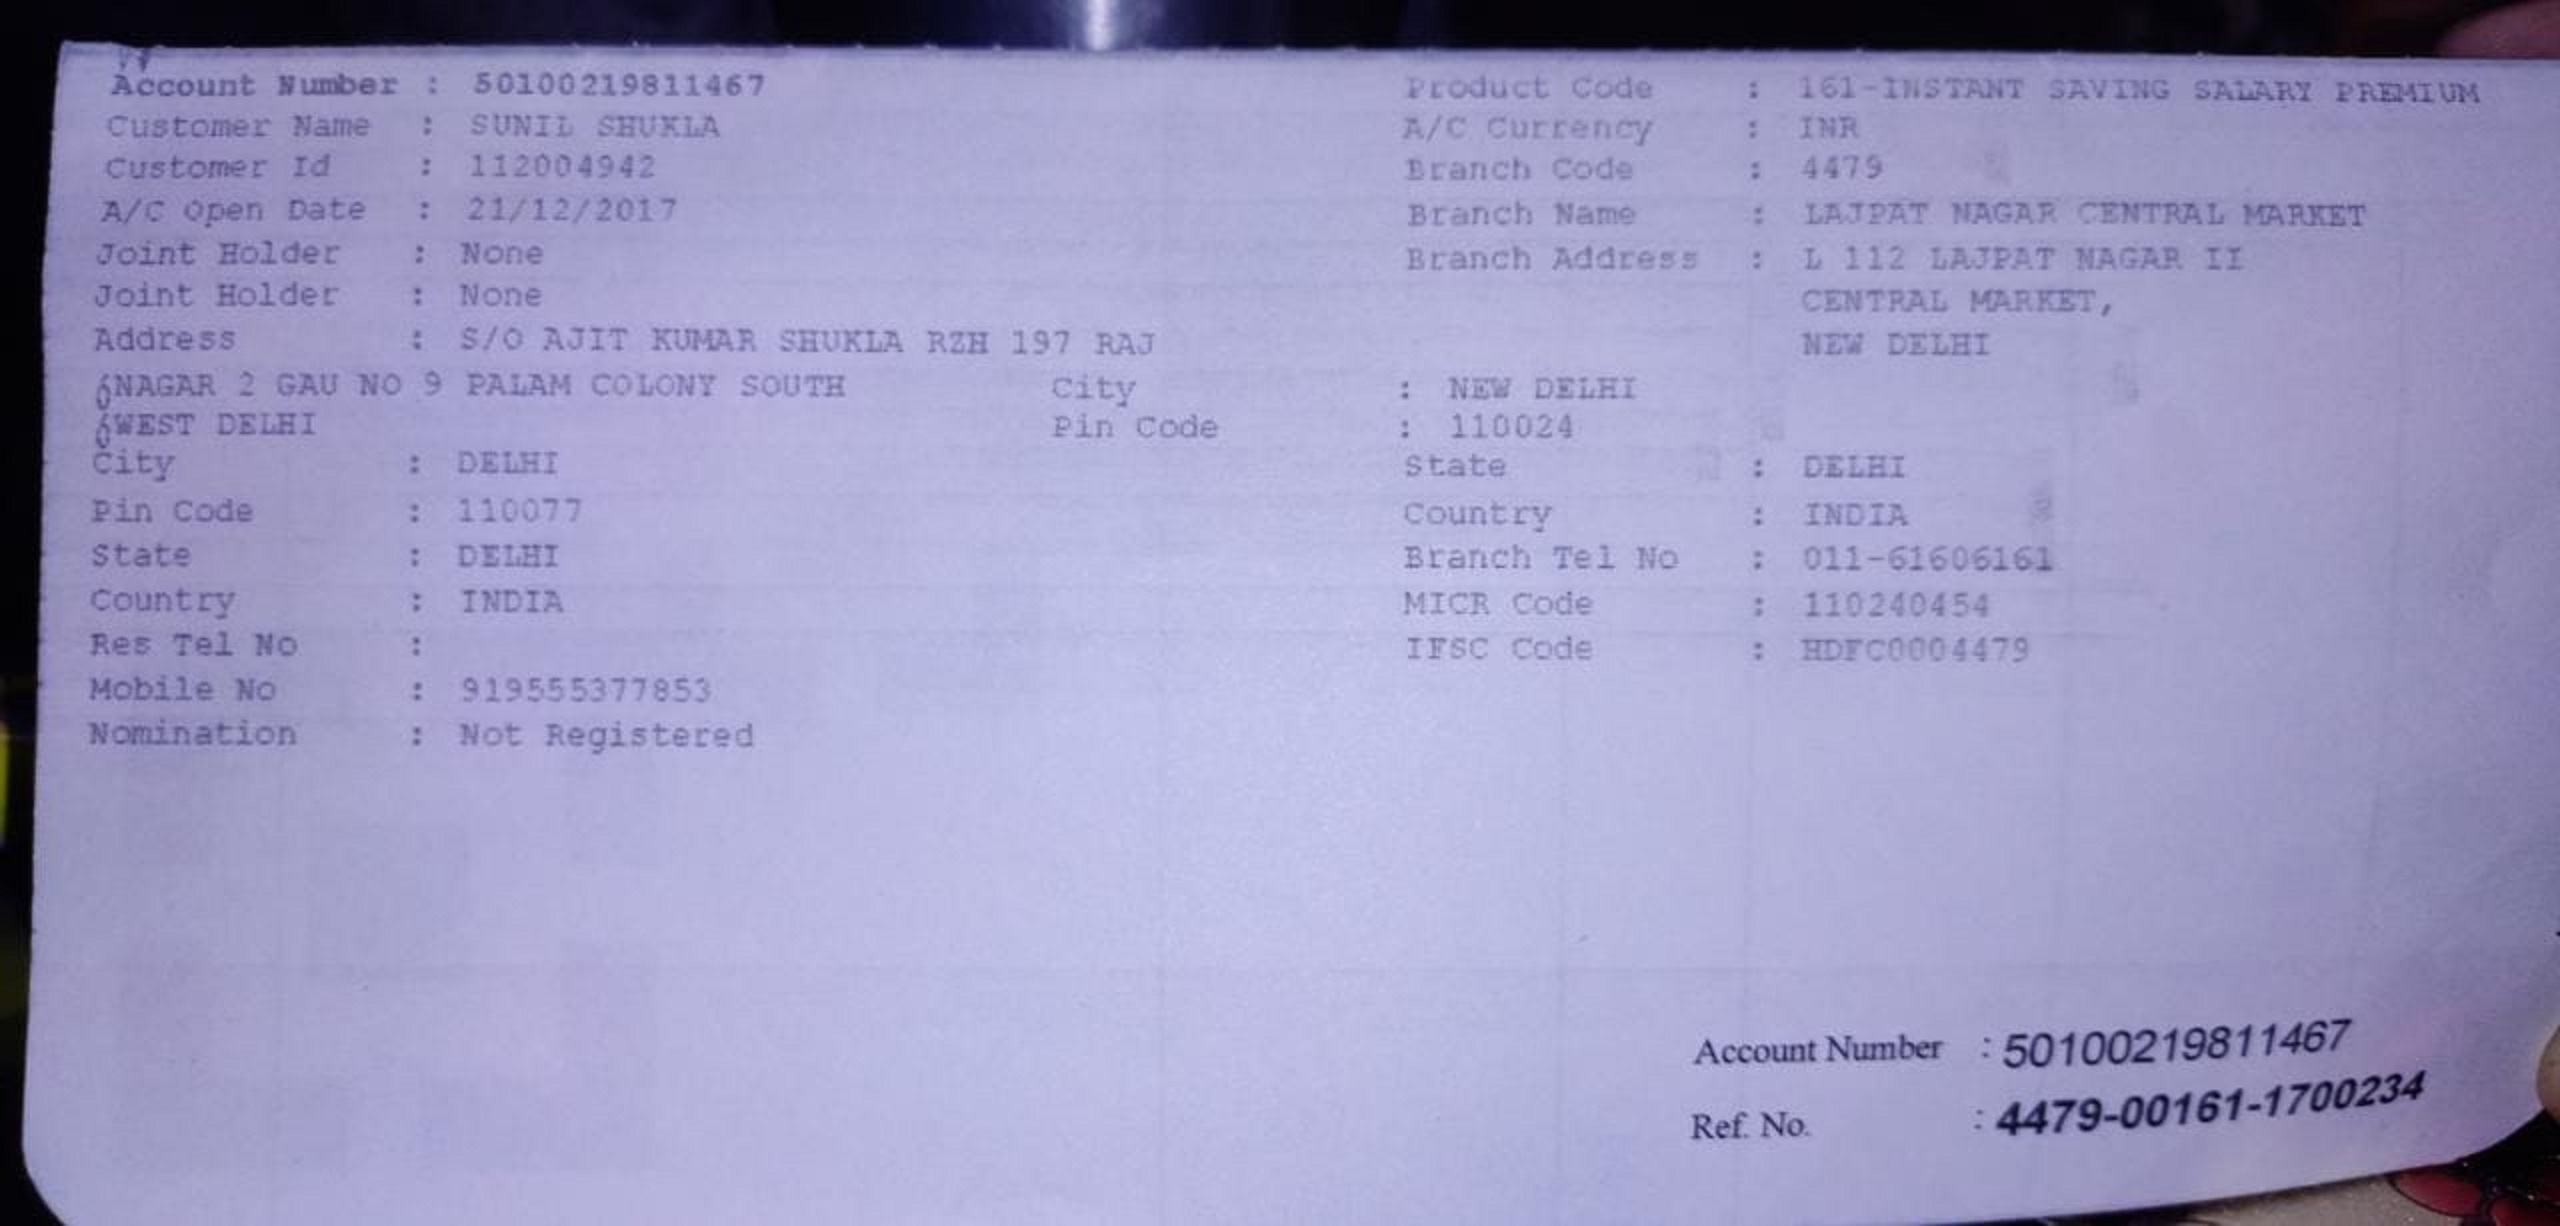 Account Number : 50100219811467
Customer Name : SUNIL SHUKLA
Customer Id : 112004942
A/C Open Date : 21/12/2017
Joint Holder : None
Joint Holder : None
Address : S/O AJIT KUMAR SHUKLA RZH 197 RAJ
NAGAR 2 GAU NO 9 PALAM COLONY SOUTH
WEST DELHI
City : DELHI
Pin Code : 110077
State : DELHI
Country : INDIA
Res Tel No :
Mobile No : 919555377853
Nomination : Not Registered
Product Code : 161-INSTANT SAVING SALARY PREMIUM
A/C Currency : INR
Branch Code : 4479
Branch Name : LAJPAT NAGAR CENTRAL MARKET
Branch Address : L 112 LAJPAT NAGAR II
CENTRAL MARKET,
NEW DELHI
City : NEW DELHI
Pin Code : 110024
State : DELHI
Country : INDIA
Branch Tel No : 011-61606161
MICR Code : 110240454
IFSC Code : HDFC0004479
Account Number : 50100219811467
Ref. No. : 4479-00161-1700234